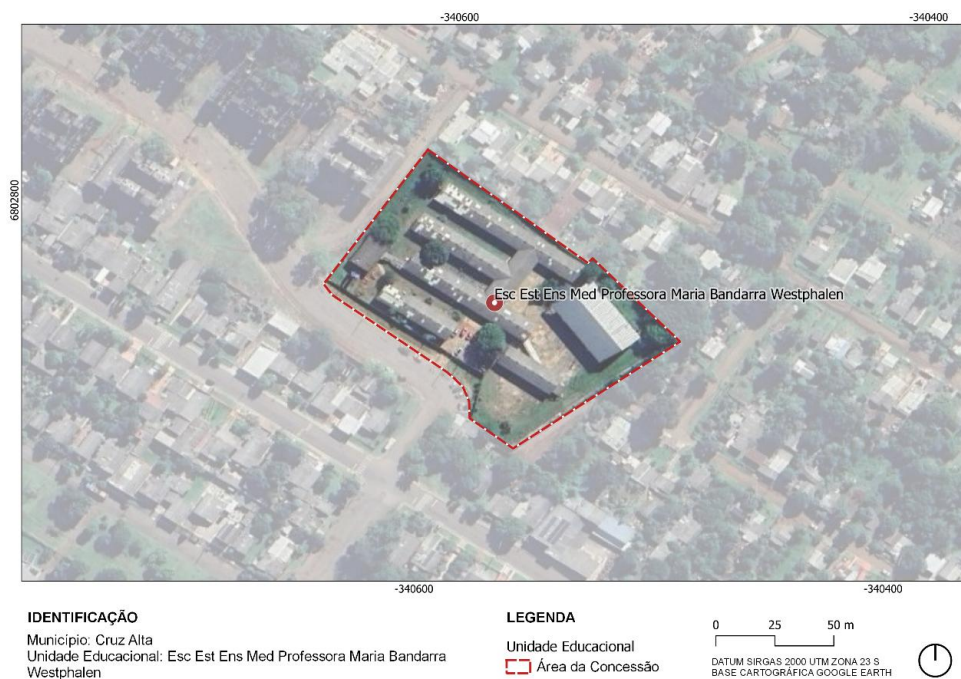 -340600
-340400
6802800
Esc Est Ens Med Professora Maria Bandarra Westphalen
-340600
-340400
IDENTIFICAÇÃO
Município: Cruz Alta
Unidade Educacional: Esc Est Ens Med Professora Maria Bandarra
Westphalen
LEGENDA
Unidade Educacional
Área da Concessão
0 25 50 m
DATUM SIRGAS 2000 UTM ZONA 23 S
BASE CARTOGRÁFICA GOOGLE EARTH